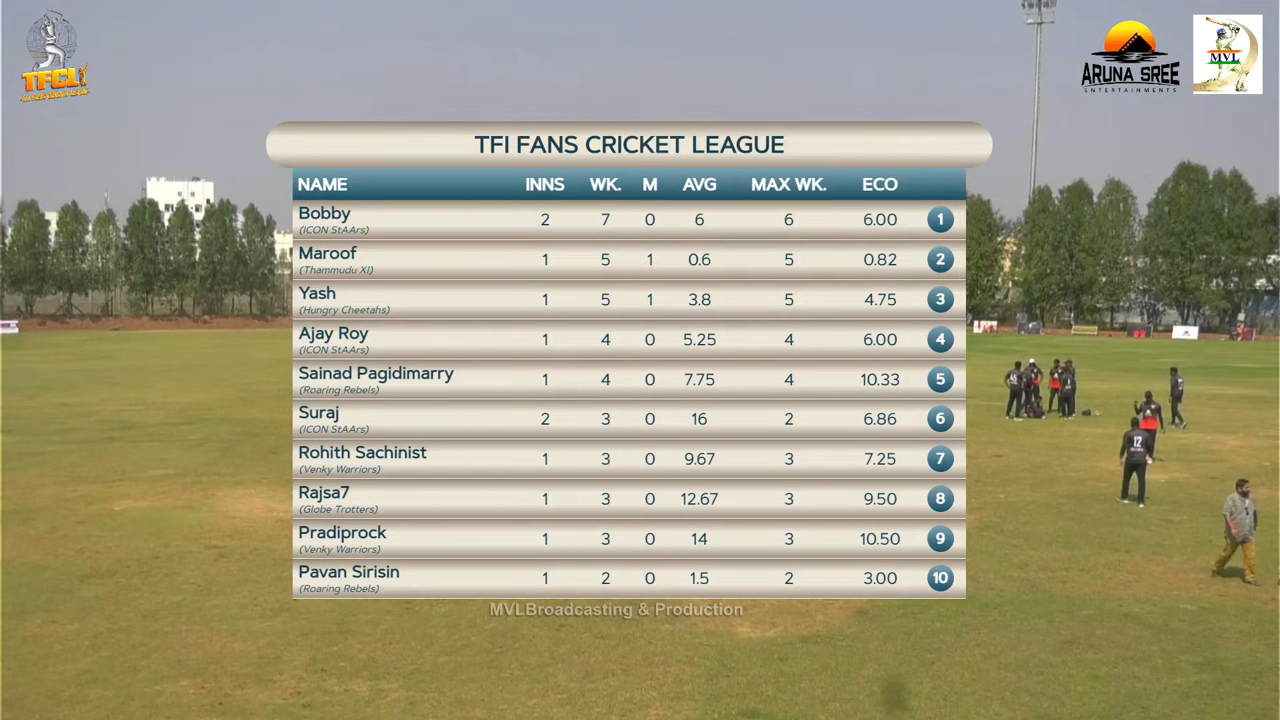 TFCL
ARUNA SREE
ENTERTAINMENTS
MVL
TFI FANS CRICKET LEAGUE
NAME INNS WK. M AVG MAX WK. ECO
Bobby 2 7 0 6 6 6.00 1
(ICON StAArs)
Maroof 1 5 1 0.6 5 0.82 2
(Thammudu XI)
Yash 1 5 1 3.8 5 4.75 3
(Hungry Cheetahs)
Ajay Roy 1 4 0 5.25 4 6.00 4
(ICON StAArs)
Sainad Pagidimarry 1 4 0 7.75 4 10.33 5
(Roaring Rebels)
Suraj 2 3 0 16 2 6.86 6
(ICON StAArs)
Rohith Sachinist 1 3 0 9.67 3 7.25 7
(Venky Warriors)
Rajsa7 1 3 0 12.67 3 9.50 8
(Globe Trotters)
Pradiprock 1 3 0 14 3 10.50 9
(Venky Warriors)
Pavan Sirisin 1 2 0 1.5 2 3.00 10
(Roaring Rebels)
MVLBroadcasting & Production
12